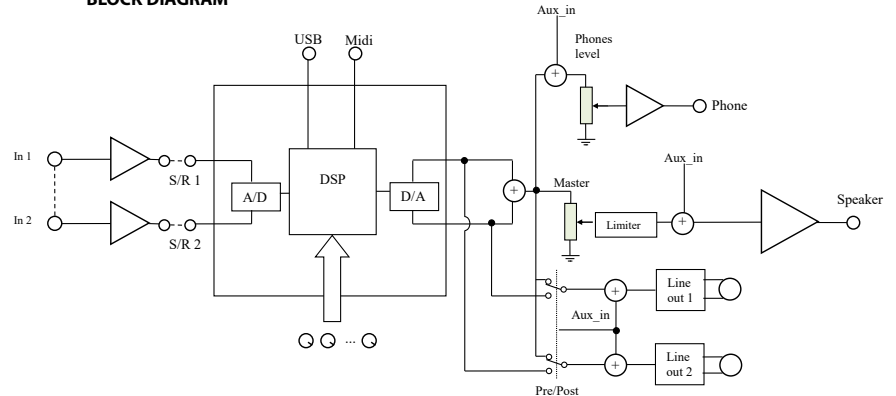 BLOCK DIAGRAM
Aux_in
USB
Midi
Phones
level
+
Phone
In 1
S/R 1
A/D
DSP
D/A
+
Master
Aux_in
Speaker
In 2
S/R 2
Limiter
+
+
Line
out 1
Aux_in
...
+
Line
out 2
Pre/Post